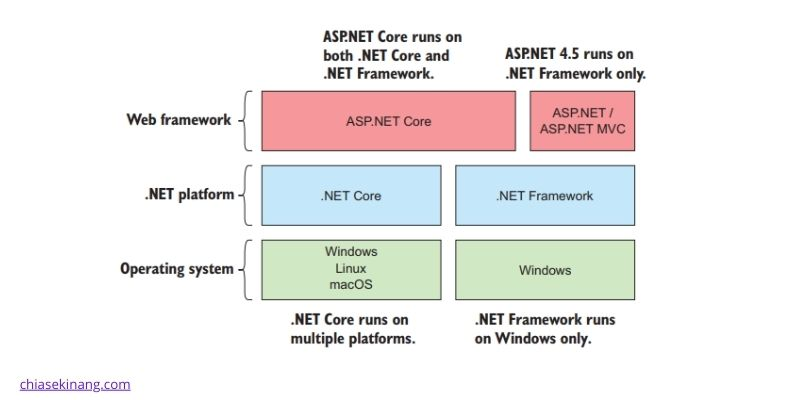 ASP.NET Core runs on
both .NET Core and
.NET Framework.
ASP.NET 4.5 runs on
.NET Framework only.
Web framework
ASP.NET Core
ASP.NET /
ASP.NET MVC
.NET platform
.NET Core
.NET Framework
Operating system
Windows
Linux
macOS
Windows
.NET Core runs on
multiple platforms.
.NET Framework runs
on Windows only.
chiasekinang.com